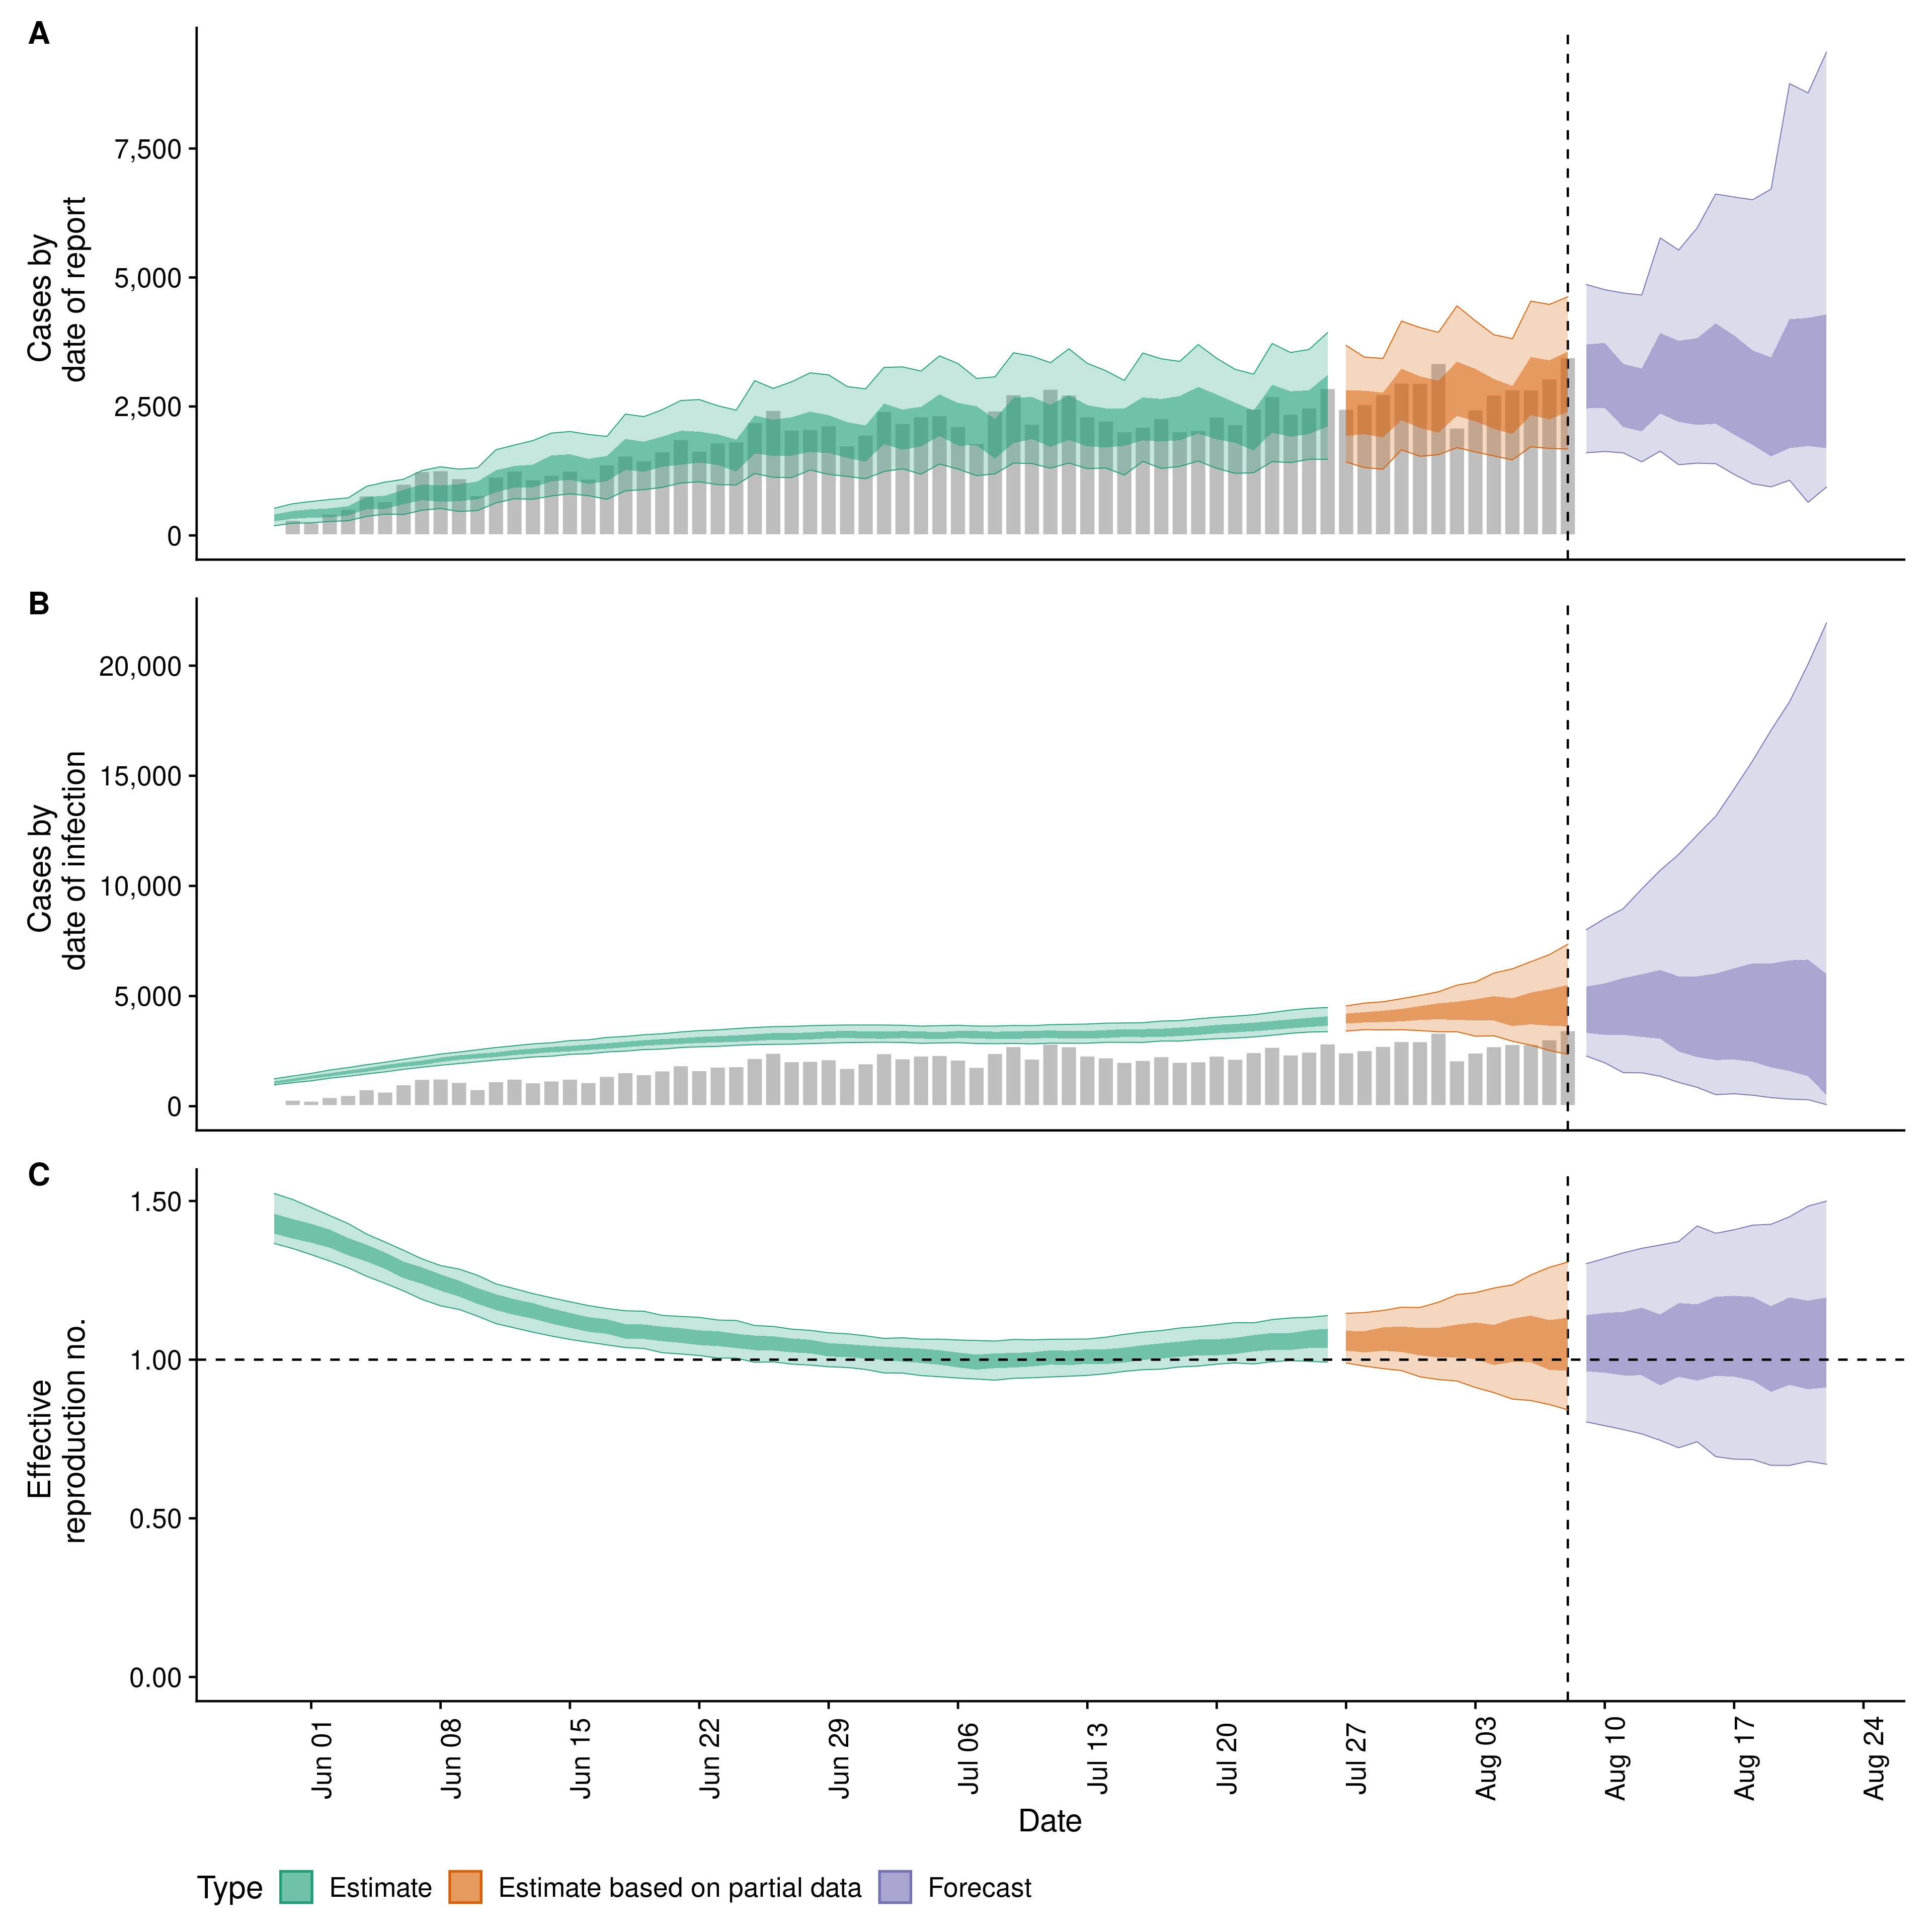 A
Cases by
date of report
7,500
5,000
2,500
0
B
Cases by
date of infection
20,000
15,000
10,000
5,000
0
C
Effective
reproduction no.
1.50
1.00
0.50
0.00
Jun 01
Jun 08
Jun 15
Jun 22
Jun 29
Jul 06
Jul 13
Jul 20
Jul 27
Aug 03
Aug 10
Aug 17
Aug 24
Date
Type Estimate Estimate based on partial data Forecast